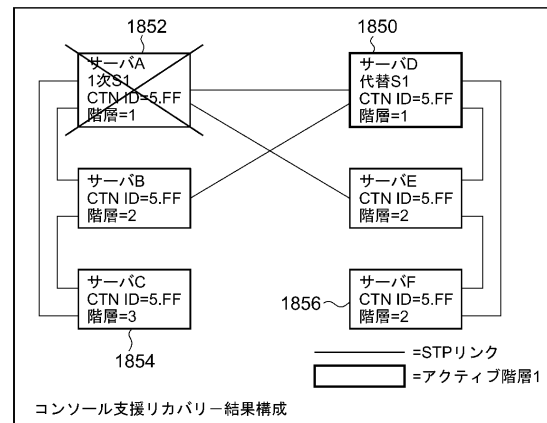 1852
1850
サーバA
1次S1
CTN ID=5.FF
階層=1
サーバD
代替S1
CTN ID=5.FF
階層=1
サーバB
CTN ID=5.FF
階層=2
サーバE
CTN ID=5.FF
階層=2
サーバC
CTN ID=5.FF
階層=3
1854
サーバF
CTN ID=5.FF
階層=2
1856
=STPリンク
=アクティブ階層1
コンソール支援リカバリー結果構成